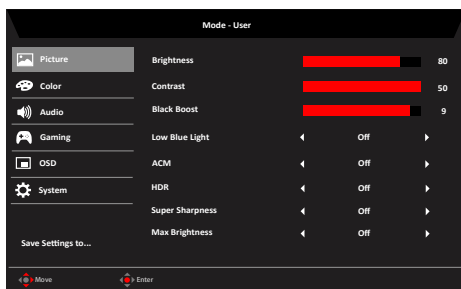 Mode - User
Picture
Color
Audio
Gaming
OSD
System
Save Settings to...
Brightness 80
Contrast 50
Black Boost 9
Low Blue Light Off
ACM Off
HDR Off
Super Sharpness Off
Max Brightness Off
Move Enter